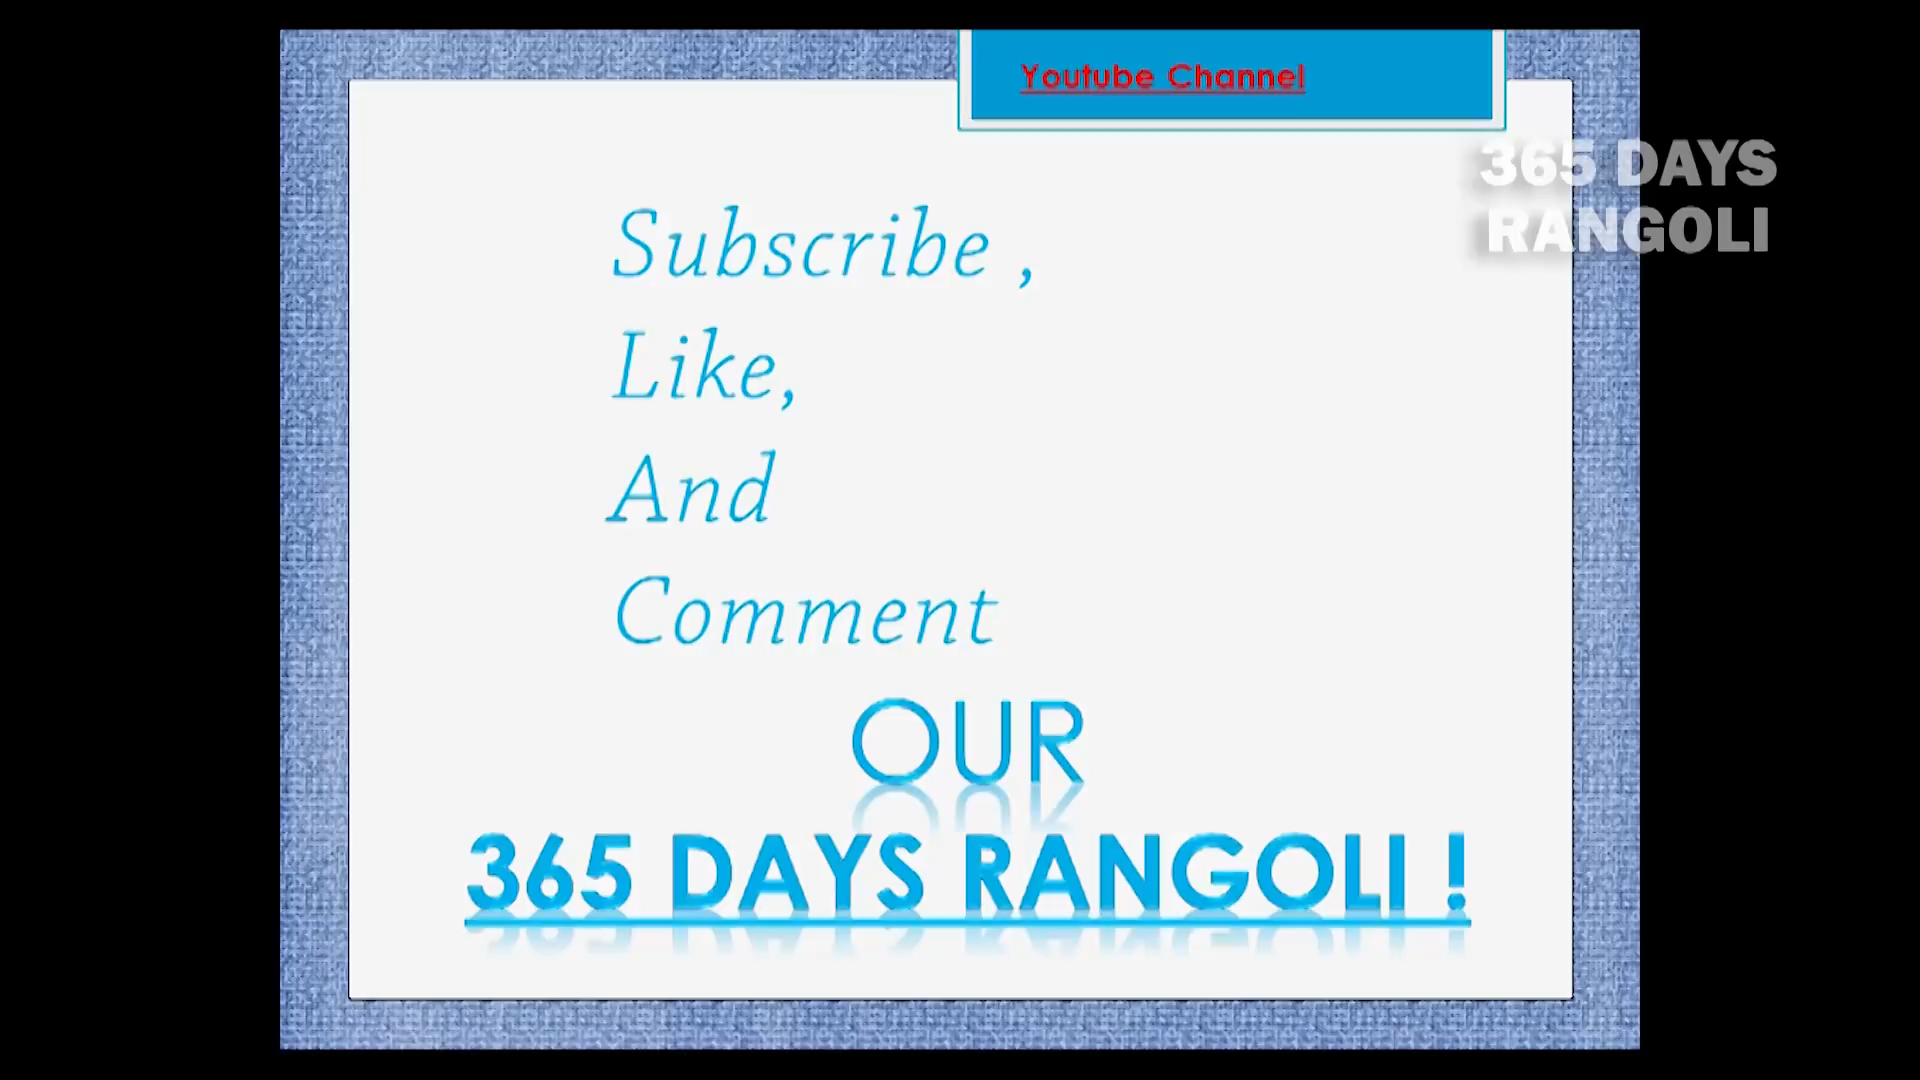 Youtube Channel
365 DAYS
RANGOLI
Subscribe ,
Like,
And
Comment
OUR
365 DAYS RANGOLI !